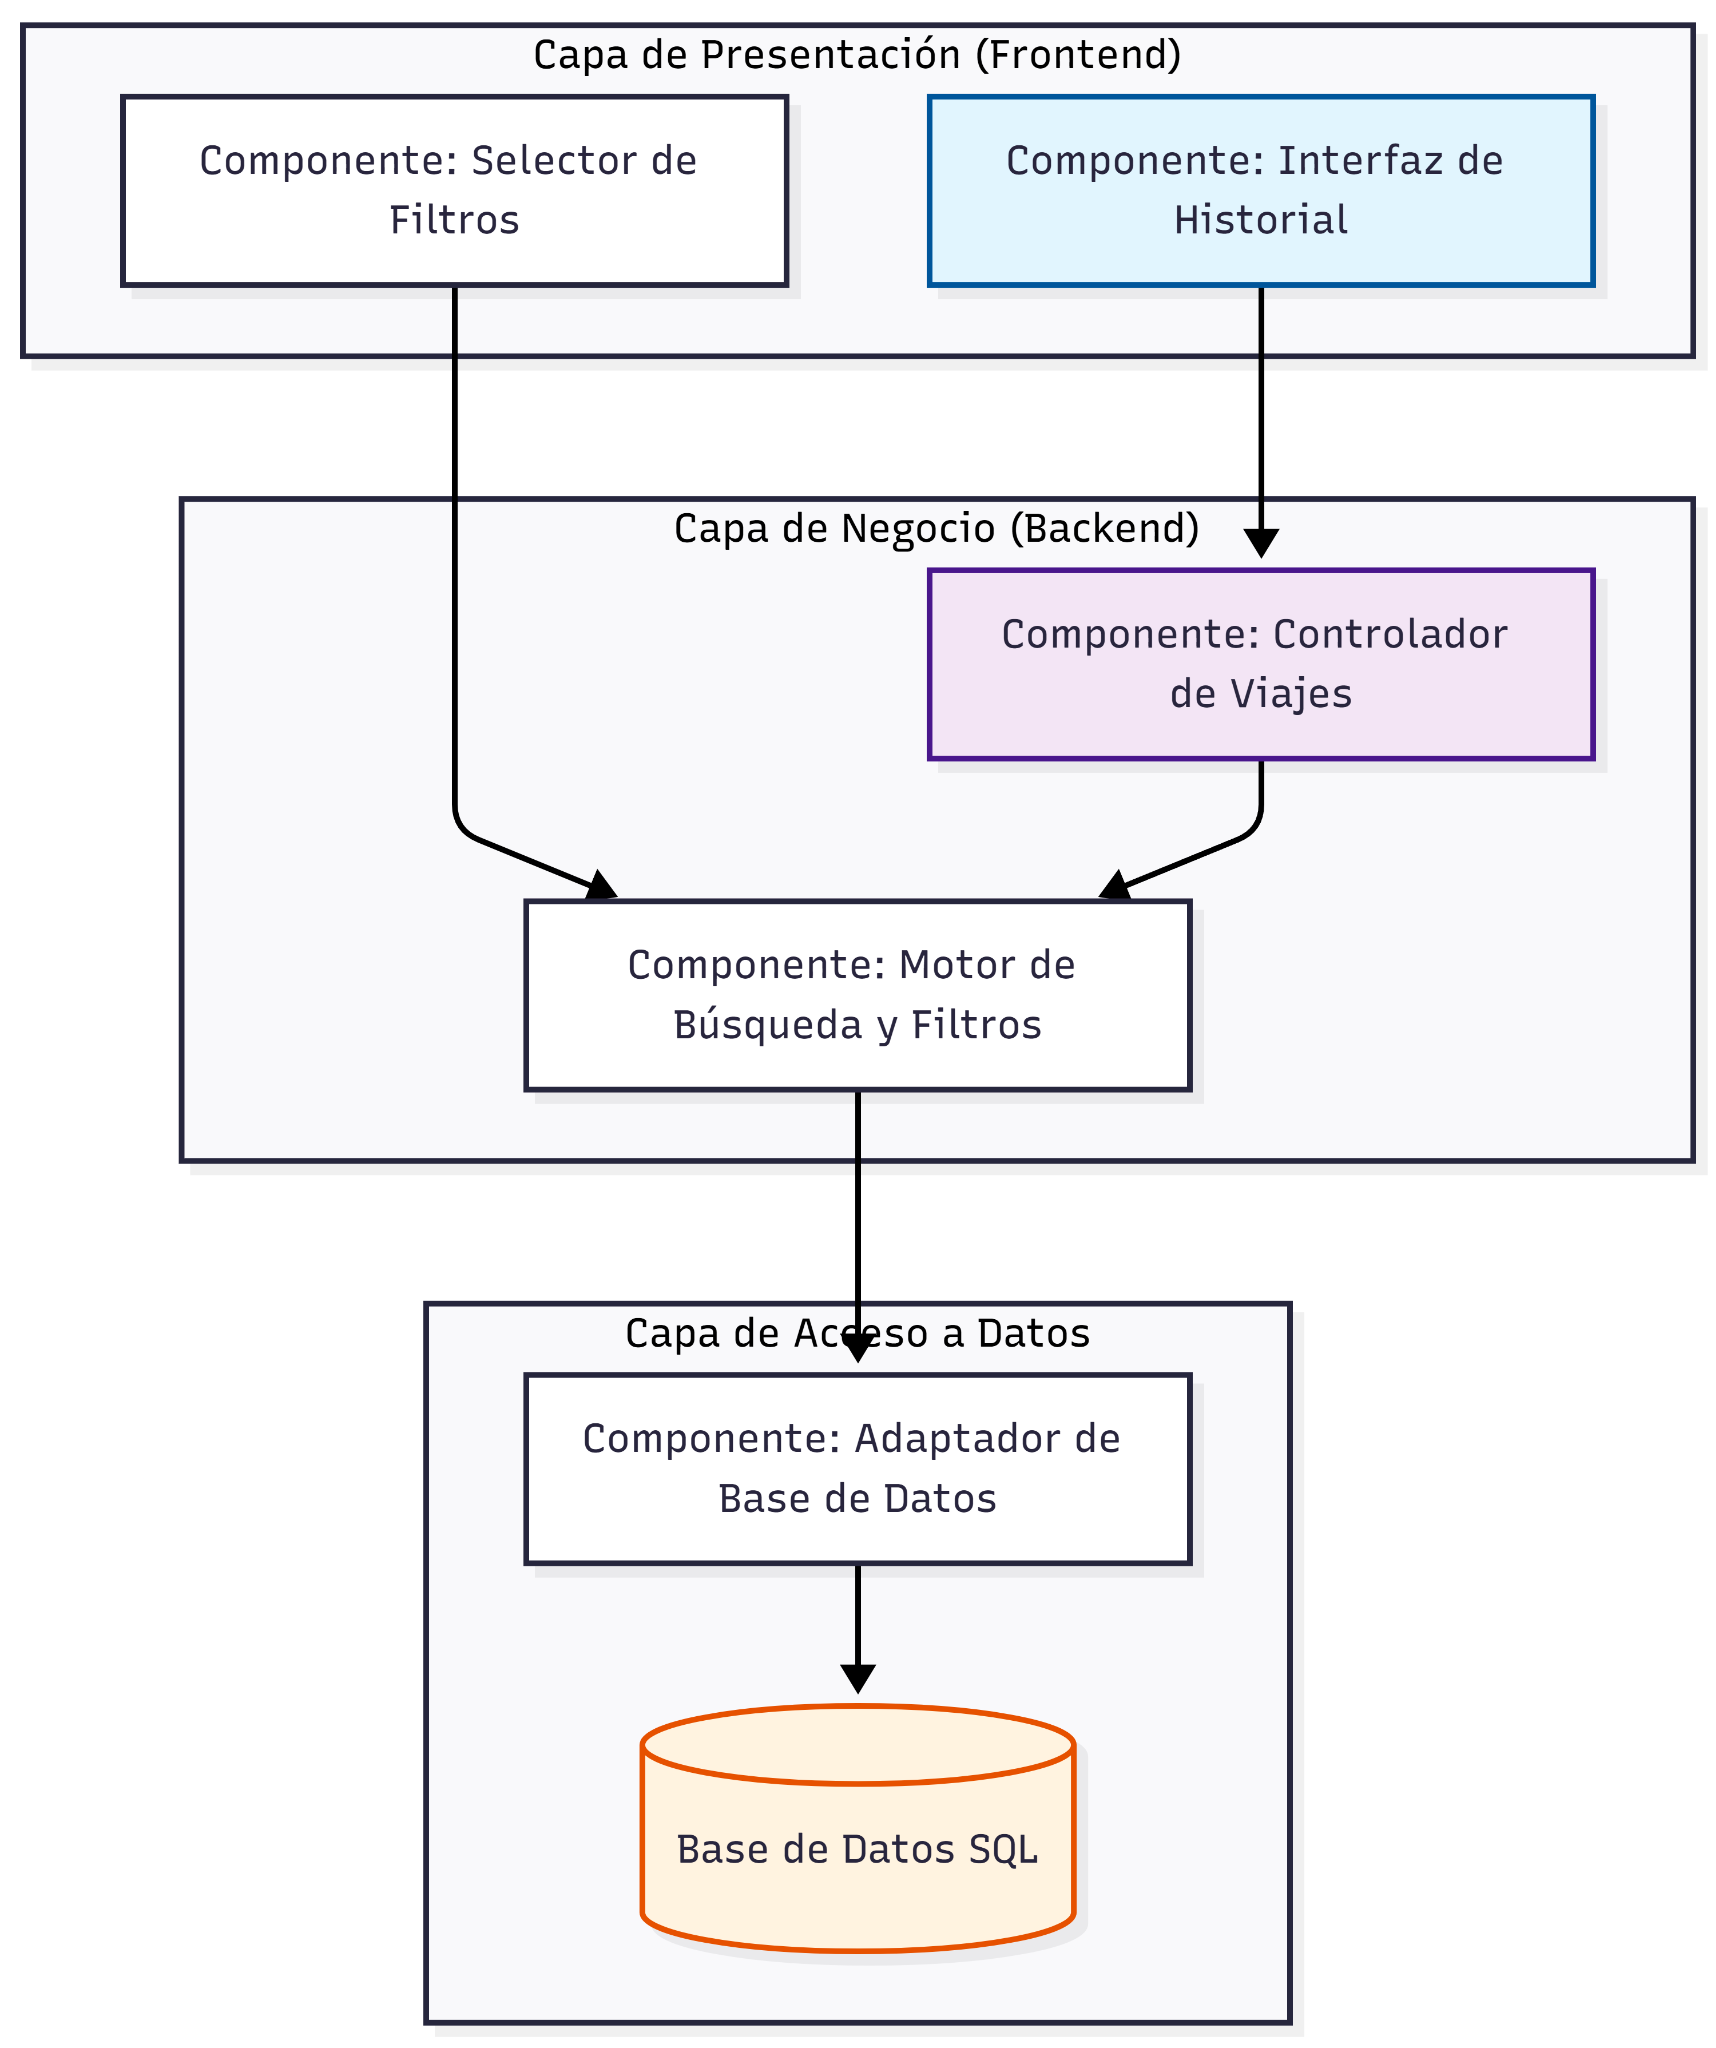 Capa de Presentación (Frontend)
Componente: Selector de
Filtros
Componente: Interfaz de
Historial
Capa de Negocio (Backend)
Componente: Controlador
de Viajes
Componente: Motor de
Búsqueda y Filtros
Capa de Acceso a Datos
Componente: Adaptador de
Base de Datos
Base de Datos SQL